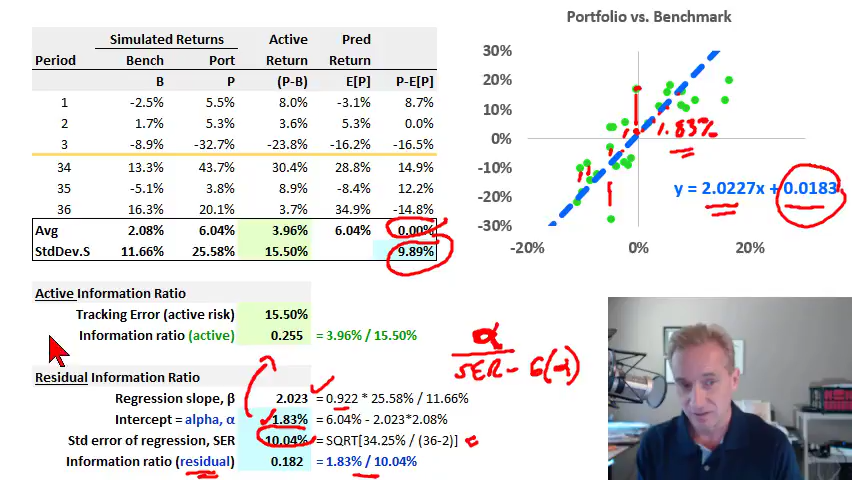 Simulated Returns Active Pred
Period Bench Port Return Return P-E[P]
B P (P-B) E[P]
1 -2.5% 5.5% 8.0% -3.1% 8.7%
2 1.7% 5.3% 3.6% 5.3% 0.0%
3 -8.9% -32.7% -23.8% -16.2% -16.5%
34 13.3% 43.7% 30.4% 28.8% 14.9%
35 -5.1% 3.8% 8.9% -8.4% 12.2%
36 16.3% 20.1% 3.7% 34.9% -14.8%
Avg 2.08% 6.04% 3.96% 6.04% 0.00%
StdDev.S 11.66% 25.58% 15.50% 9.89%
Portfolio vs. Benchmark
30%
20%
10%
0%
-10%
-20%
-30%
-20% 0% 20%
1.83%
y = 2.0227x + 0.0183
Active Information Ratio
Tracking Error (active risk) 15.50%
Information ratio (active) 0.255 = 3.96% / 15.50%
α
SER - σ(α)
Residual Information Ratio
Regression slope, β 2.023 = 0.922 * 25.58% / 11.66%
Intercept = alpha, α 1.83% = 6.04% - 2.023*2.08%
Std error of regression, SER 10.04% = SQRT[34.25% / (36-2)]
Information ratio (residual) 0.182 = 1.83% / 10.04%